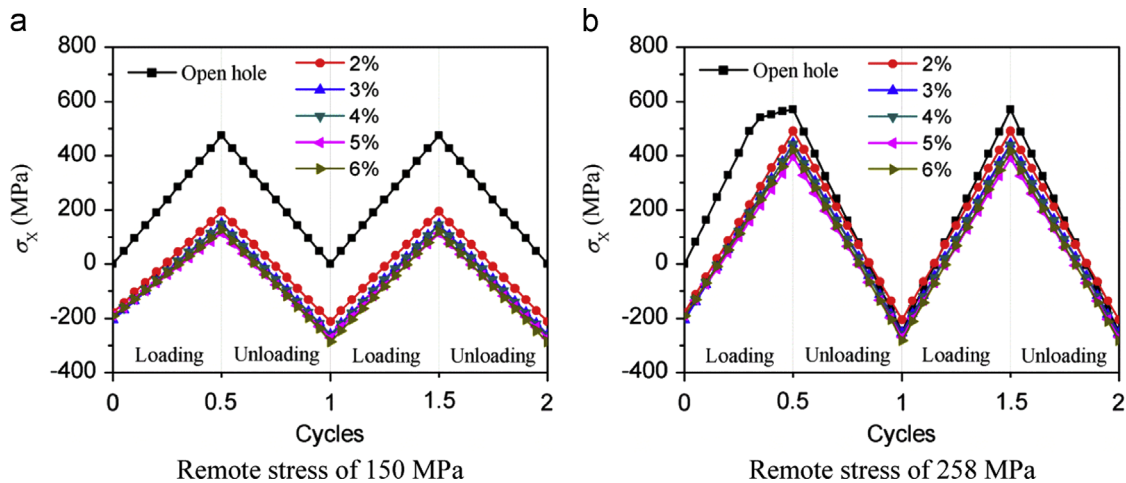 a
800
600
400
200
0
-200
-400
σX (MPa)
Open hole
2%
3%
4%
5%
6%
Loading Unloading Loading Unloading
0 0.5 1 1.5 2
Cycles
Remote stress of 150 MPa
b
800
600
400
200
0
-200
-400
σX (MPa)
Open hole
2%
3%
4%
5%
6%
Loading Unloading Loading Unloading
0 0.5 1 1.5 2
Cycles
Remote stress of 258 MPa